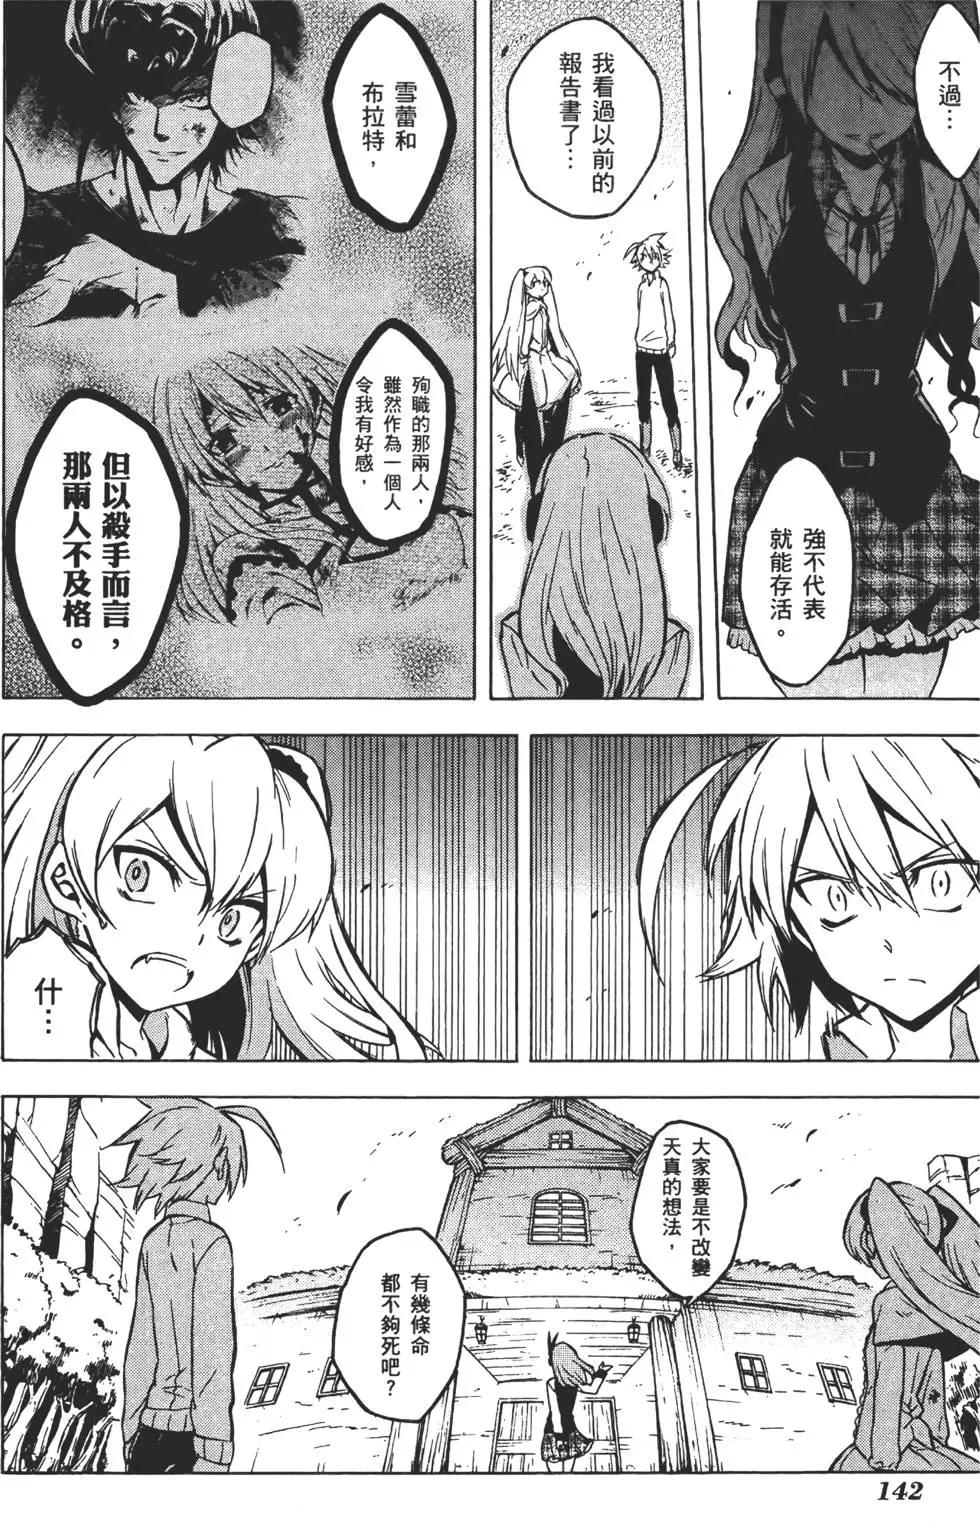 不過…
強不代表
就能存活。
我看過以前的
報告書了…
雪蕾和
布拉特，
殉職的那兩人，
雖然作為一個人
令我有好感，
但以殺手而言，
那兩人不及格。
什…
大家要是不改變
天真的想法，
有幾條命
都不夠死吧？
142